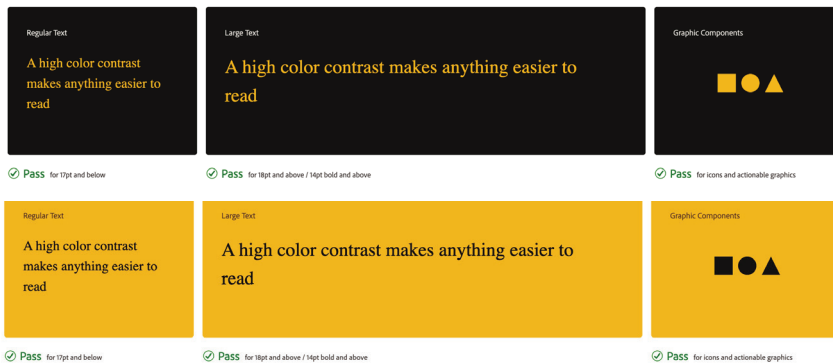 Regular Text
A high color contrast
makes anything easier to
read
Large Text
A high color contrast makes anything easier to
read
Graphic Components
Pass for 17pt and below
Pass for 18pt and above / 14pt bold and above
Pass for icons and actionable graphics
Regular Text
A high color contrast
makes anything easier to
read
Large Text
A high color contrast makes anything easier to
read
Graphic Components
Pass for 17pt and below
Pass for 18pt and above / 14pt bold and above
Pass for icons and actionable graphics